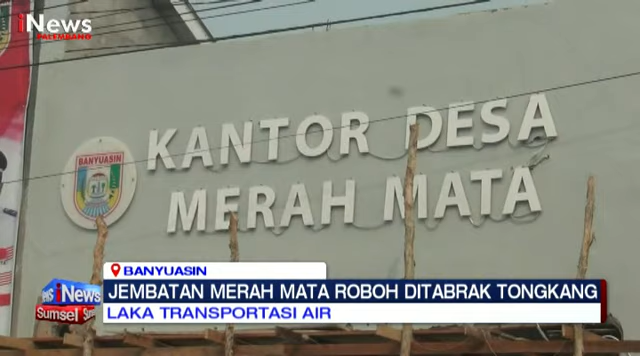 iNews
PALEMBANG
BANYUASIN
KANTOR DESA
MERAH MATA
BANYUASIN
iNews
Sumsel
JEMBATAN MERAH MATA ROBOH DITABRAK TONGKANG
LAKA TRANSPORTASI AIR